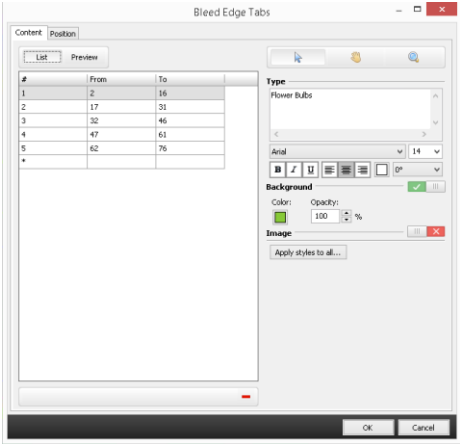 Bleed Edge Tabs
Content Position
List Preview
# From To
1 2 16
2 17 31
3 32 46
4 47 61
5 62 76
*
Type
Flower Bulbs
Arial 14
B I U 0°
Background
Color: Opacity:
100 %
Image
Apply styles to all...
OK Cancel